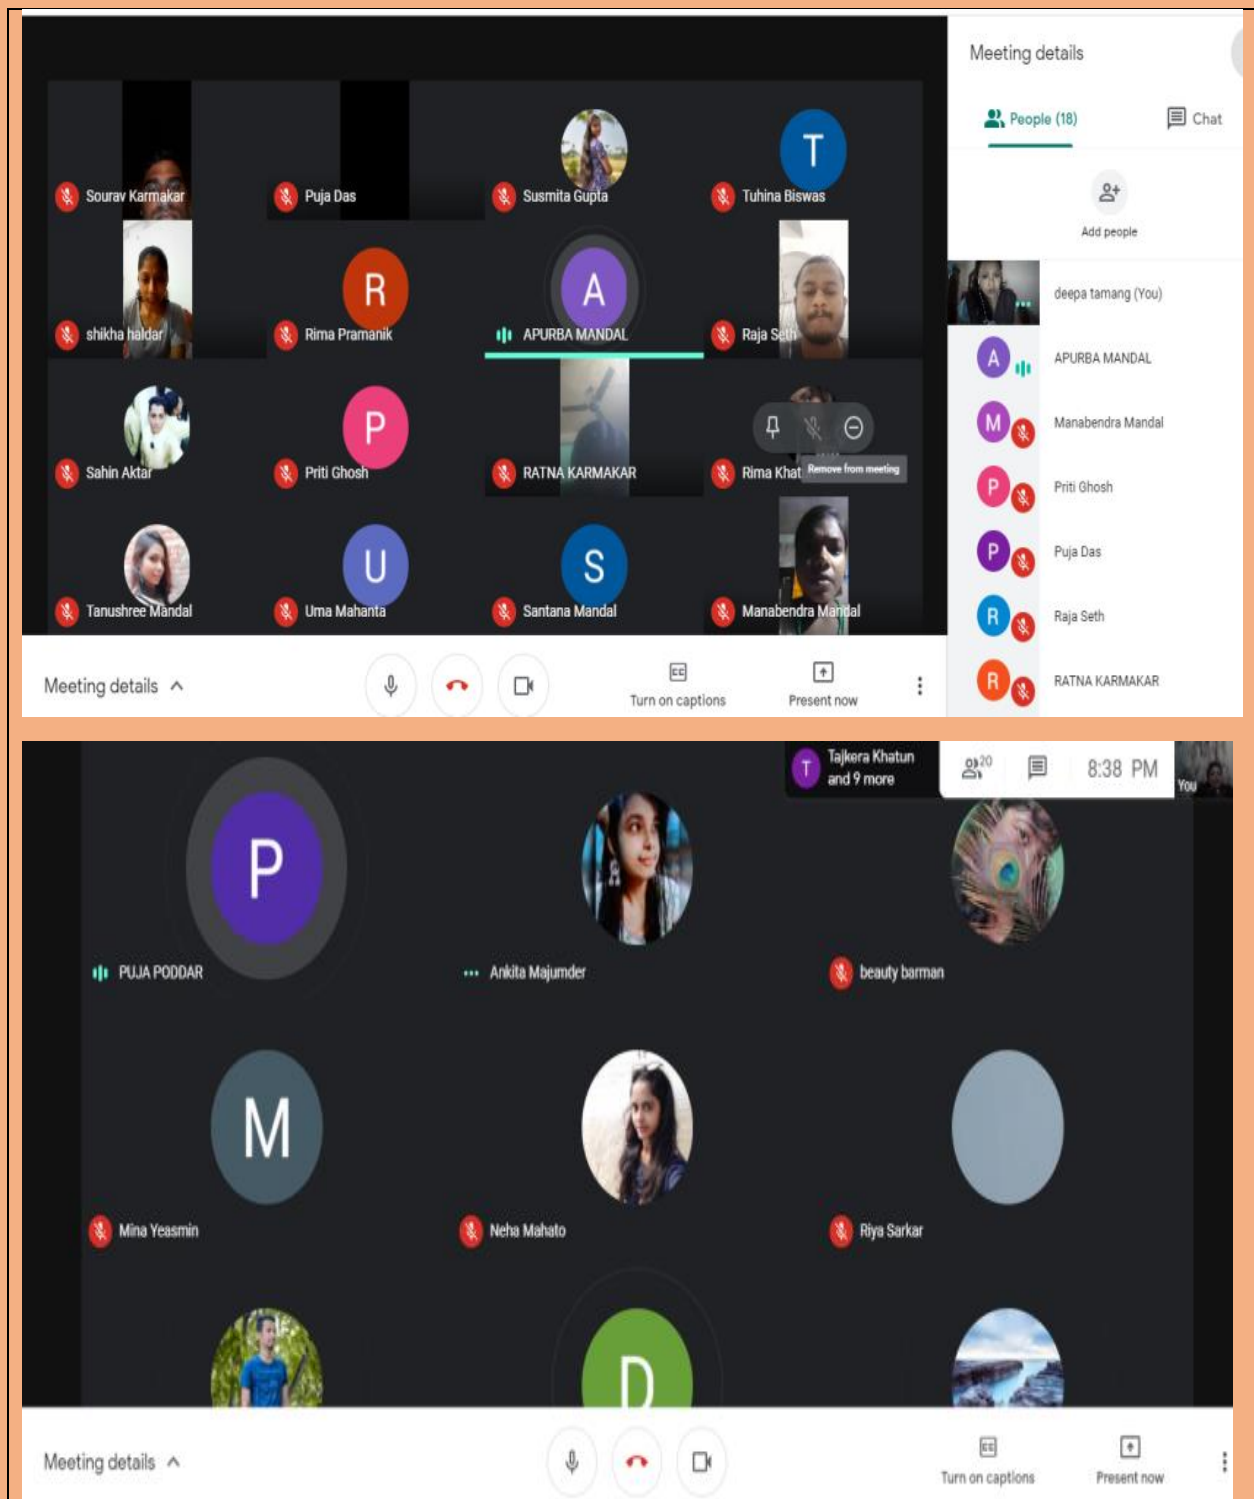 Sourav Karmakar
Puja Das
Susmita Gupta
T
Tuhina Biswas
shikha haldar
R
Rima Pramanik
A
APURBA MANDAL
Raja Seth
Sahin Aktar
P
Priti Ghosh
RATNA KARMAKAR
Rima Khat
Remove from meeting
Tanushree Mandal
U
Uma Mahanta
S
Santana Mandal
Manabendra Mandal
Meeting details
Turn on captions
Present now
Meeting details
People (18)
Chat
Add people
deepa tamang (You)
A
APURBA MANDAL
M
Manabendra Mandal
P
Priti Ghosh
P
Puja Das
R
Raja Seth
R
RATNA KARMAKAR
T
Tajkera Khatun
and 9 more
20
8:38 PM
You
P
PUJA PODDAR
Ankita Majumder
beauty barman
M
Mina Yeasmin
Neha Mahato
Riya Sarkar
D
Meeting details
Turn on captions
Present now